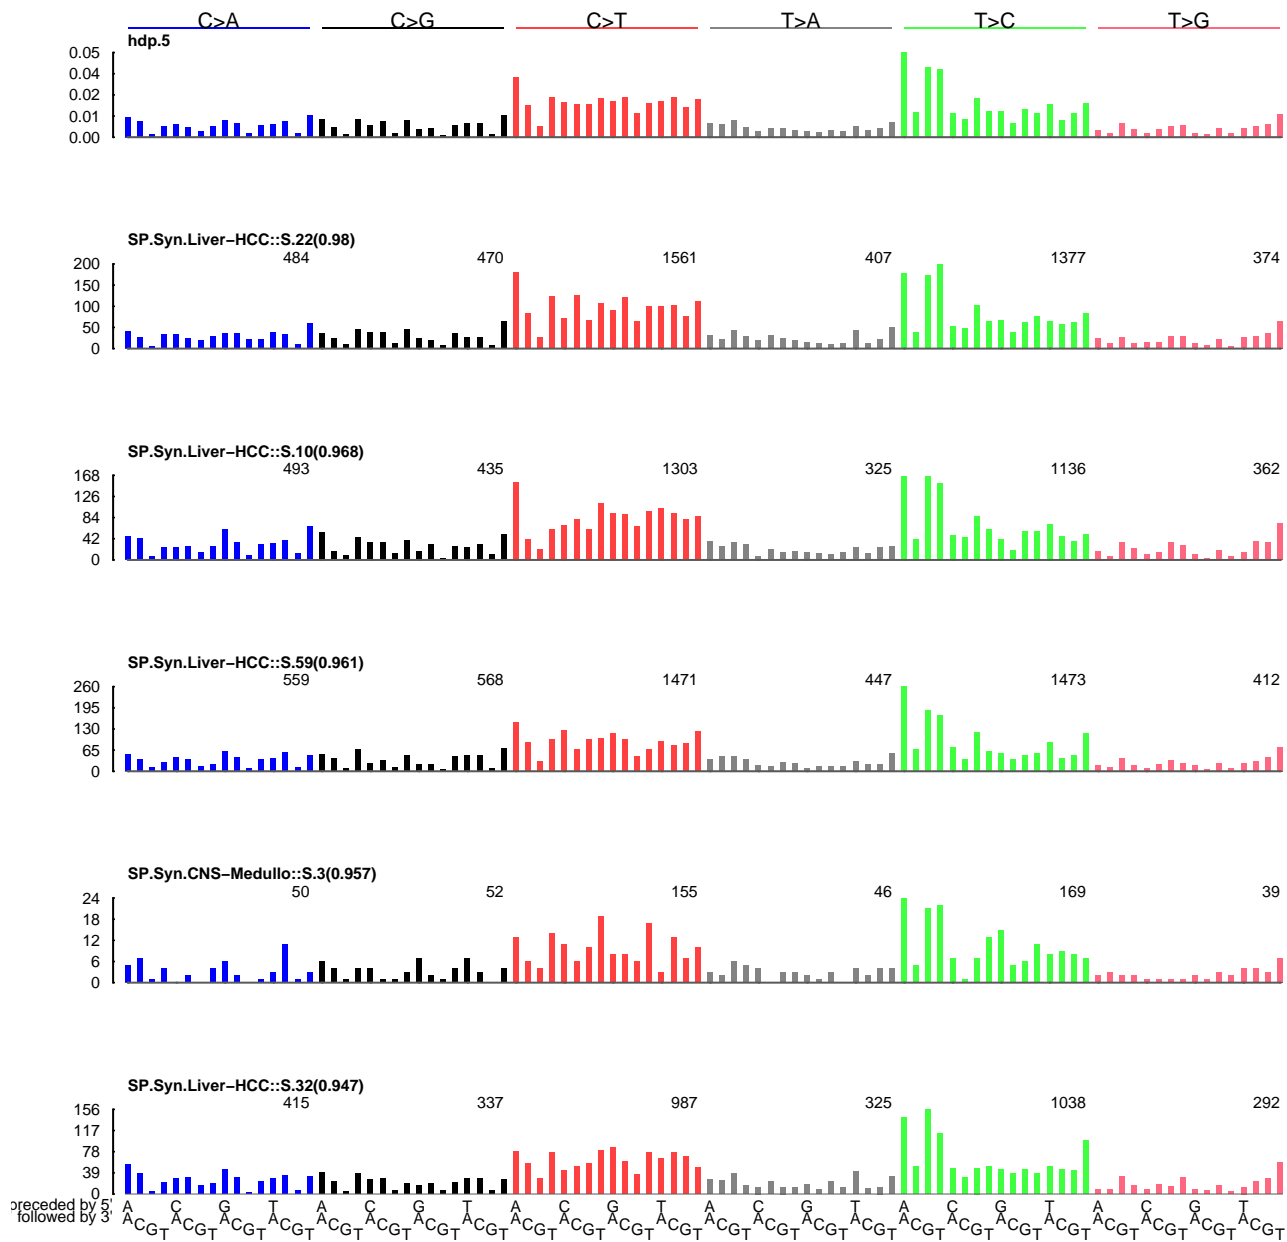 C>A C>G C>T T>A T>C T>G
hdp.5
0.05
0.04
0.02
0.01
0.00
SP.Syn.Liver−HCC::S.22(0.98)
484 470 1561 407 1377 374
200
150
100
50
0
SP.Syn.Liver−HCC::S.10(0.968)
493 435 1303 325 1136 362
168
126
84
42
0
SP.Syn.Liver−HCC::S.59(0.961)
559 568 1471 447 1473 412
260
195
130
65
0
SP.Syn.CNS−Medullo::S.3(0.957)
50 52 155 46 169 39
24
18
12
6
0
SP.Syn.Liver−HCC::S.32(0.947)
415 337 987 325 1038 292
156
117
78
39
0
preceded by 5' A C G T A C G T A C G T A C G T A C G T A C G T
followed by 3' A C G T A C G T A C G T A C G T A C G T A C G T A C G T A C G T A C G T A C G T A C G T A C G T A C G T A C G T A C G T A C G T A C G T A C G T A C G T A C G T A C G T A C G T A C G T A C G T